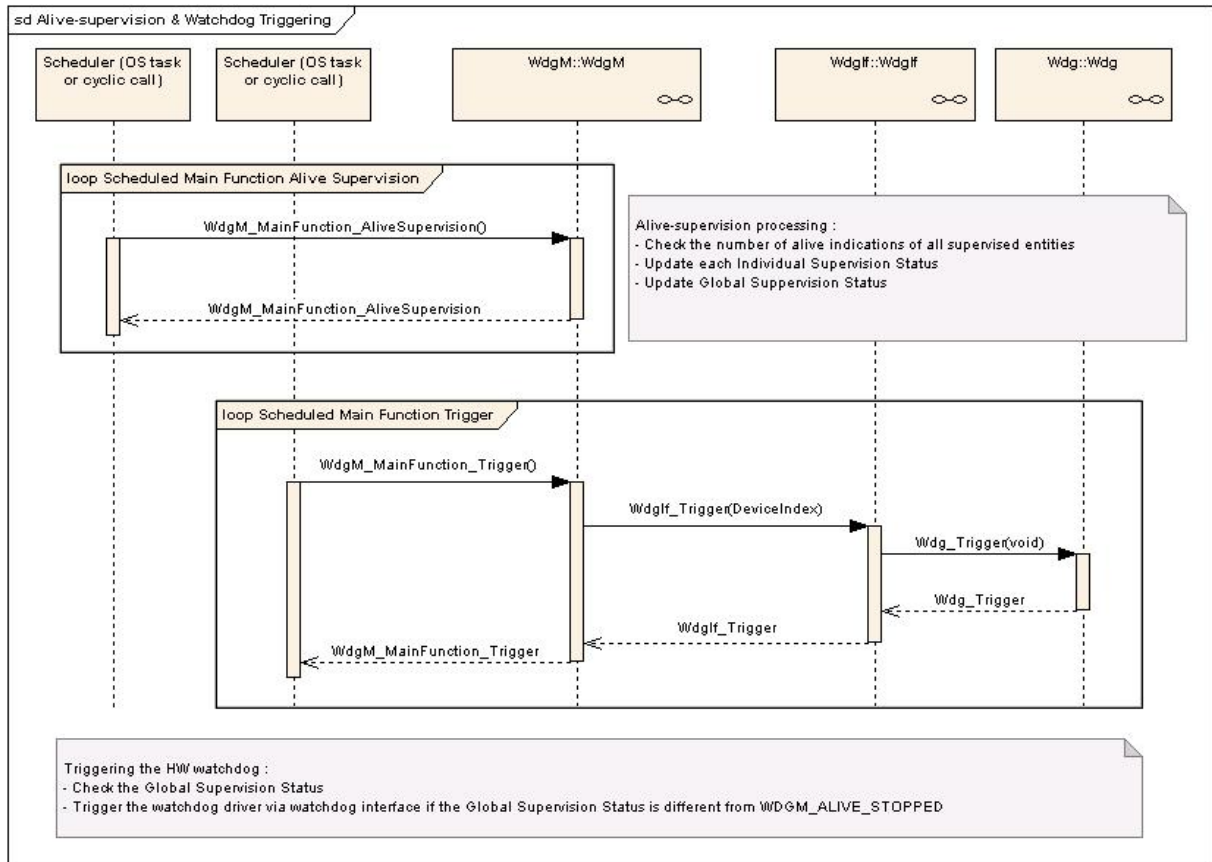 sd Alive-supervision & Watchdog Triggering
Scheduler (OS task
or cyclic call)
Scheduler (OS task
or cyclic call)
WdgM::WdgM
WdgIf::WdgIf
Wdg::Wdg
loop Scheduled Main Function Alive Supervision
WdgM_MainFunction_AliveSupervision()
WdgM_MainFunction_AliveSupervision
Alive-supervision processing :
- Check the number of alive indications of all supervised entities
- Update each Individual Supervision Status
- Update Global Suppervision Status
loop Scheduled Main Function Trigger
WdgM_MainFunction_Trigger()
WdgIf_Trigger(DeviceIndex)
Wdg_Trigger(void)
Wdg_Trigger
WdgIf_Trigger
WdgM_MainFunction_Trigger
Triggering the HW watchdog :
- Check the Global Supervision Status
- Trigger the watchdog driver via watchdog interface if the Global Supervision Status is different from WDGM_ALIVE_STOPPED